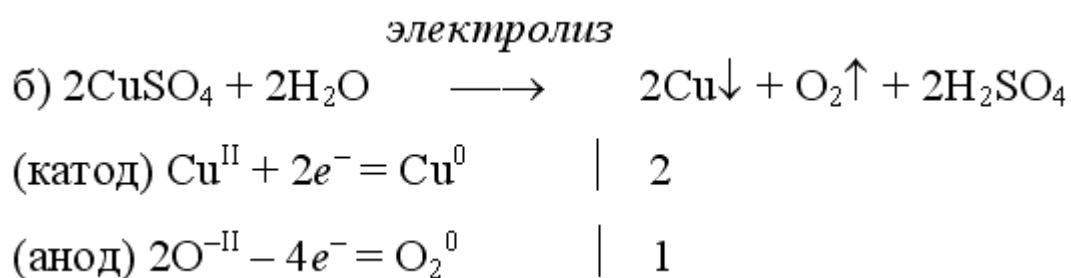 электролиз
б) 2CuSO₄ + 2H₂O ⟶ 2Cu↓ + O₂↑ + 2H₂SO₄
(катод) Cuᴵᴵ + 2e⁻ = Cu⁰ | 2
(анод) 2O⁻ᴵᴵ – 4e⁻ = O₂⁰ | 1